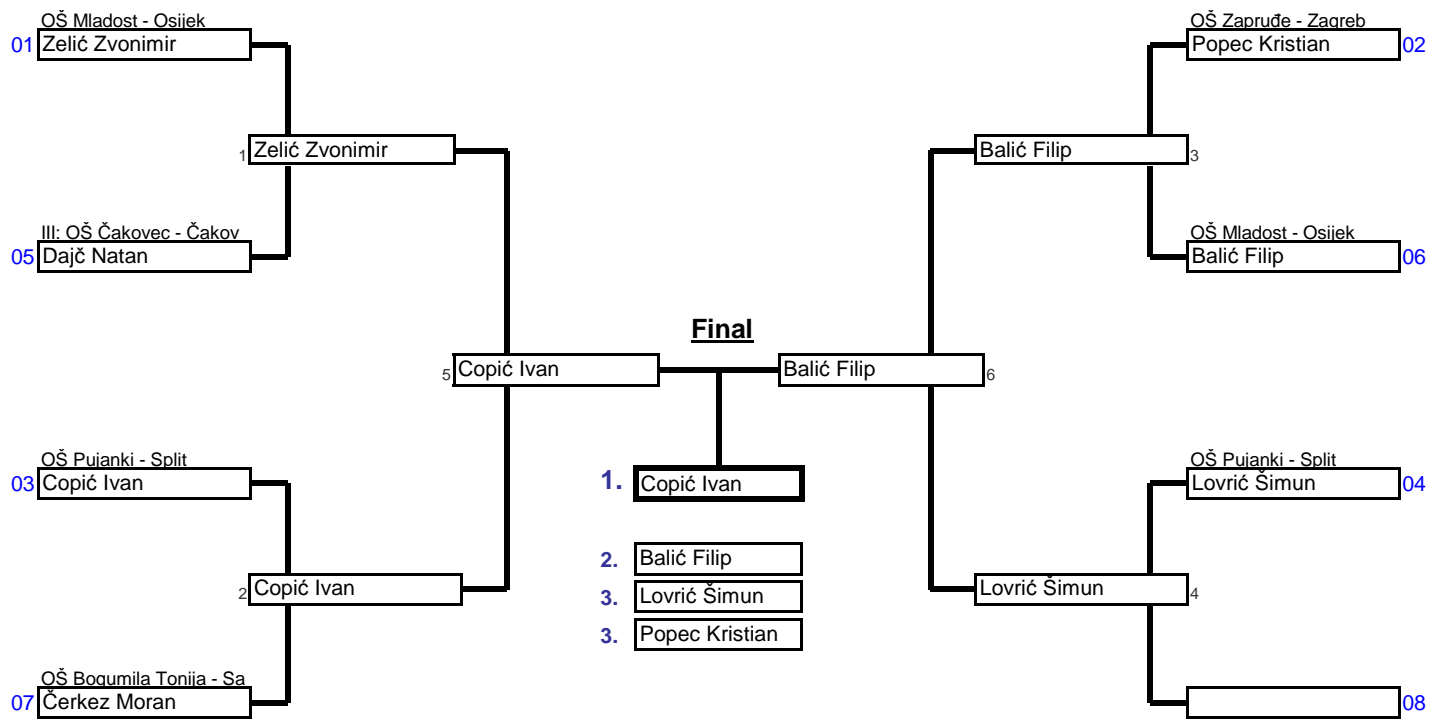 OŠ Mladost - Osijek
01 Zelić Zvonimir
OŠ Zapruđe - Zagreb
Popec Kristian 02
1 Zelić Zvonimir
Balić Filip 3
III: OŠ Čakovec - Čakov
05 Dajč Natan
OŠ Mladost - Osijek
Balić Filip 06
Final
5 Copić Ivan
Balić Filip 6
OŠ Pujanki - Split
03 Copić Ivan
1. Copić Ivan
OŠ Pujanki - Split
Lovrić Šimun 04
2. Balić Filip
3. Lovrić Šimun
3. Popec Kristian
2 Copić Ivan
Lovrić Šimun 4
OŠ Bogumila Tonija - Sa
07 Čerkez Moran
08